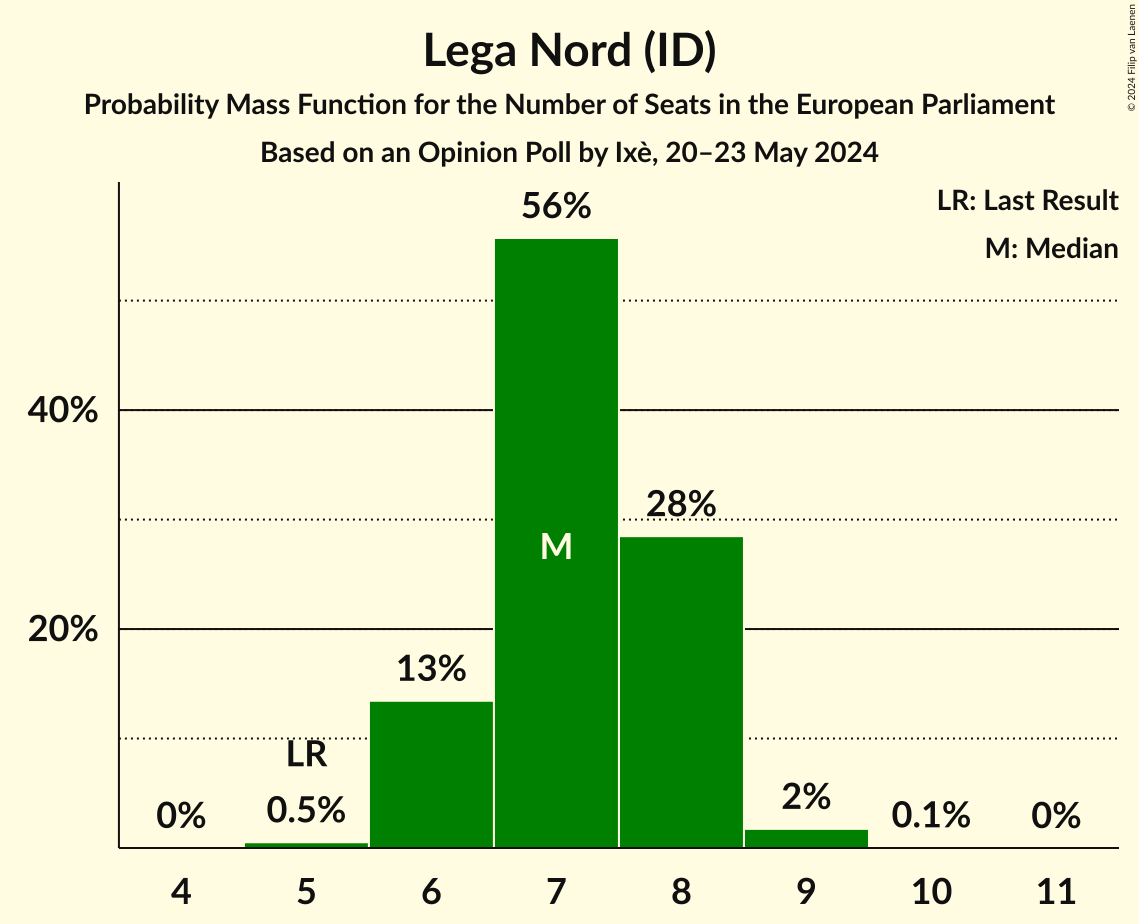 Lega Nord (ID)
Probability Mass Function for the Number of Seats in the European Parliament
Based on an Opinion Poll by Ixè, 20–23 May 2024
© 2024 Filip van Laenen
LR: Last Result
M: Median
56%
40%
28%
M
20%
13%
LR
0%
0.5%
2%
0.1%
0%
4 5 6 7 8 9 10 11